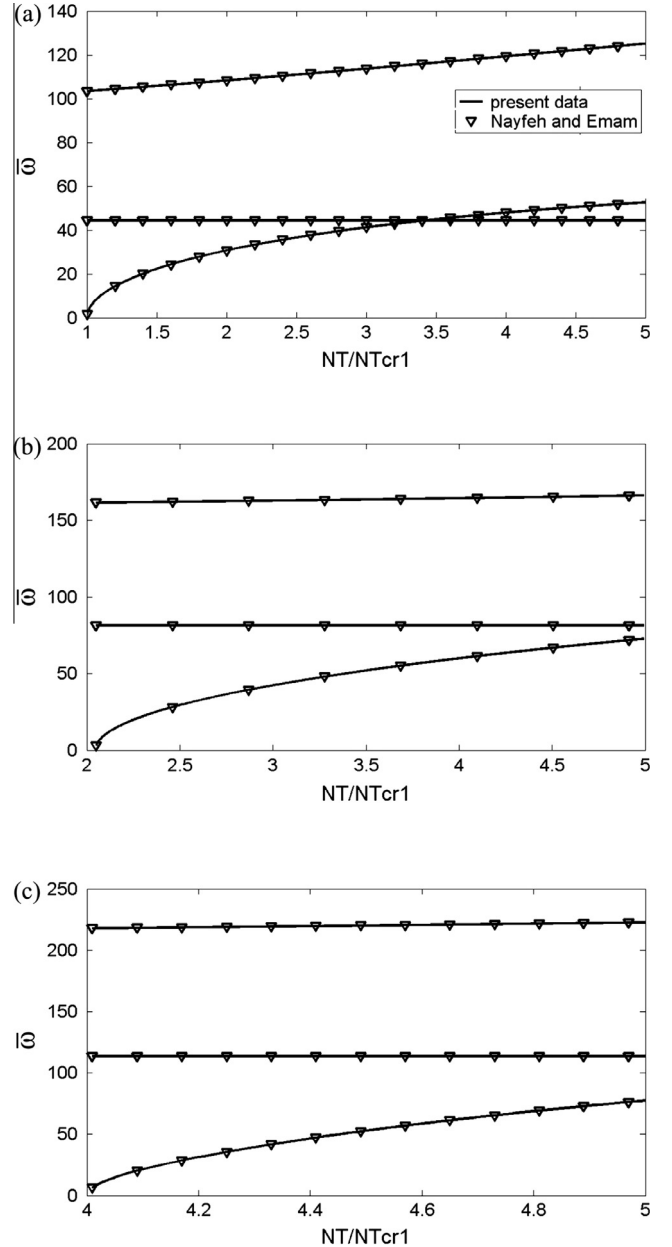 (a)
140
120
100
80
60
40
20
0
ω̅
present data
Nayfeh and Emam
1 1.5 2 2.5 3 3.5 4 4.5 5
NT/NTcr1
(b)
200
150
100
50
0
ω̅
2 2.5 3 3.5 4 4.5 5
NT/NTcr1
(c)
250
200
150
100
50
0
ω̅
4 4.2 4.4 4.6 4.8 5
NT/NTcr1